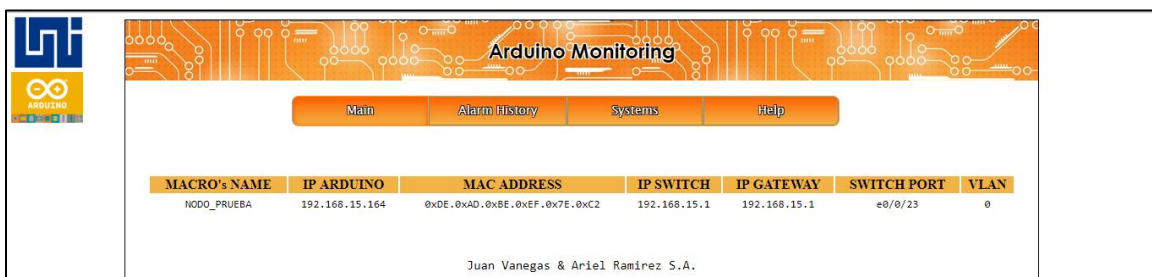 uni
ARDUINO
Arduino Monitoring
Main Alarm History Systems Help
MACRO's NAME IP ARDUINO MAC ADDRESS IP SWITCH IP GATEWAY SWITCH PORT VLAN
NODO_PRUEBA 192.168.15.164 0xDE.0xAD.0xBE.0xEF.0x7E.0xC2 192.168.15.1 192.168.15.1 e0/0/23 0
Juan Vanegas & Ariel Ramirez S.A.